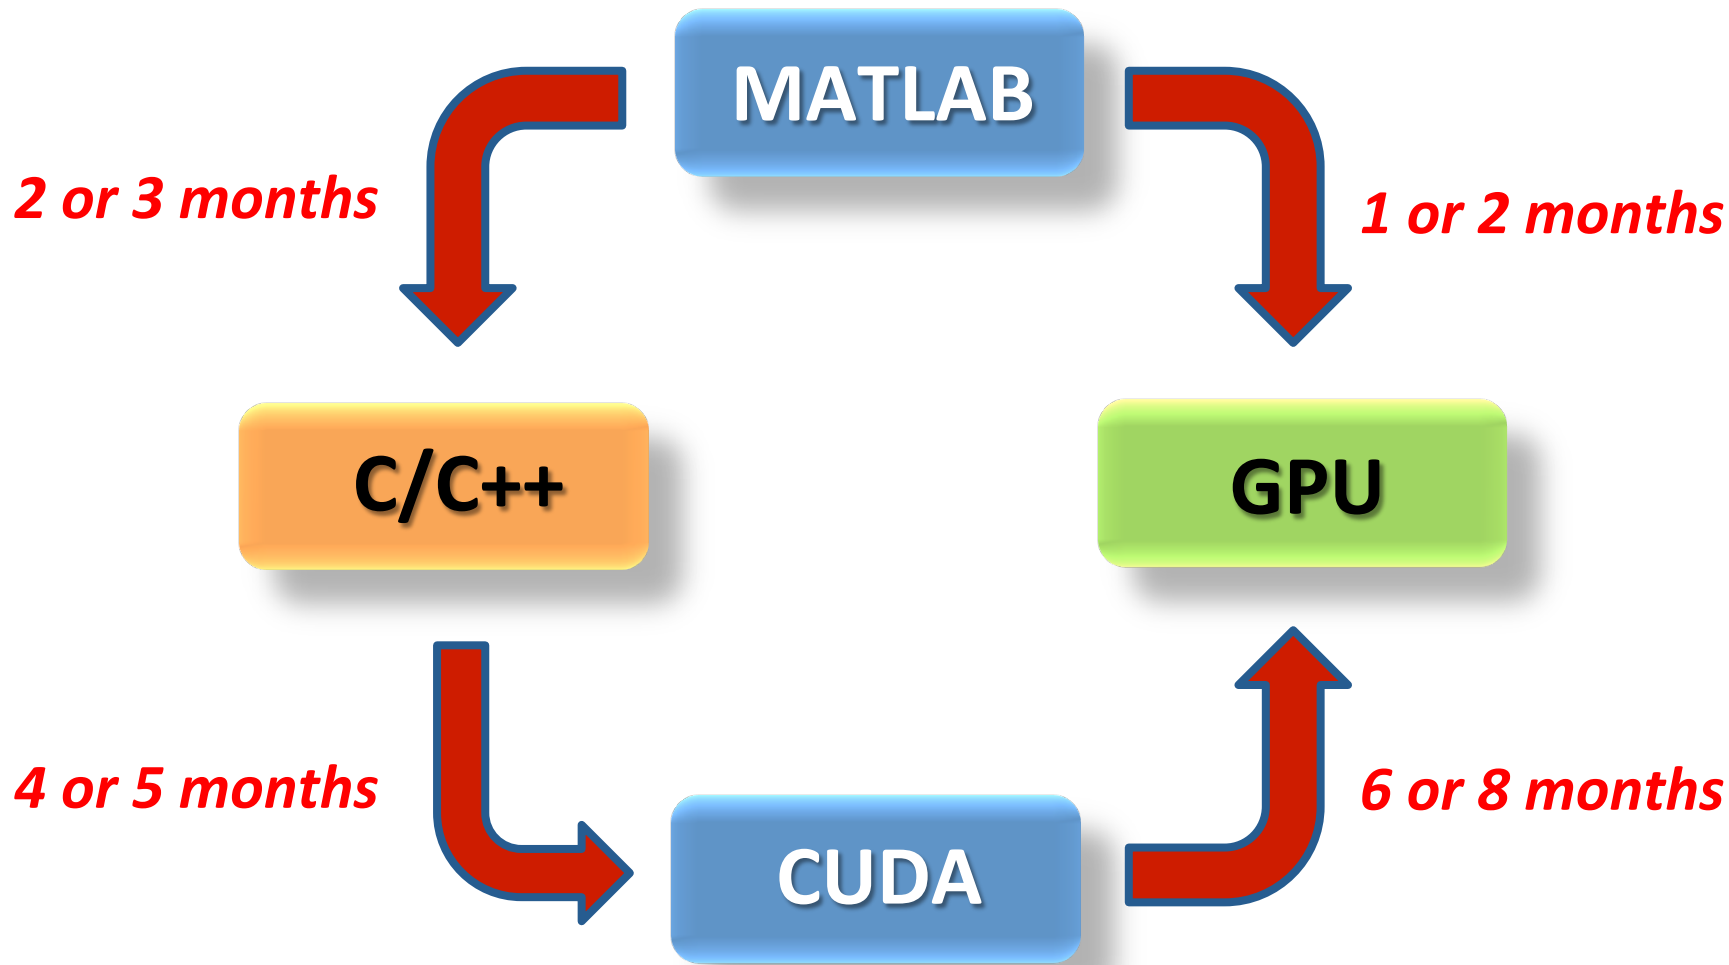 MATLAB
2 or 3 months
1 or 2 months
C/C++
GPU
4 or 5 months
6 or 8 months
CUDA